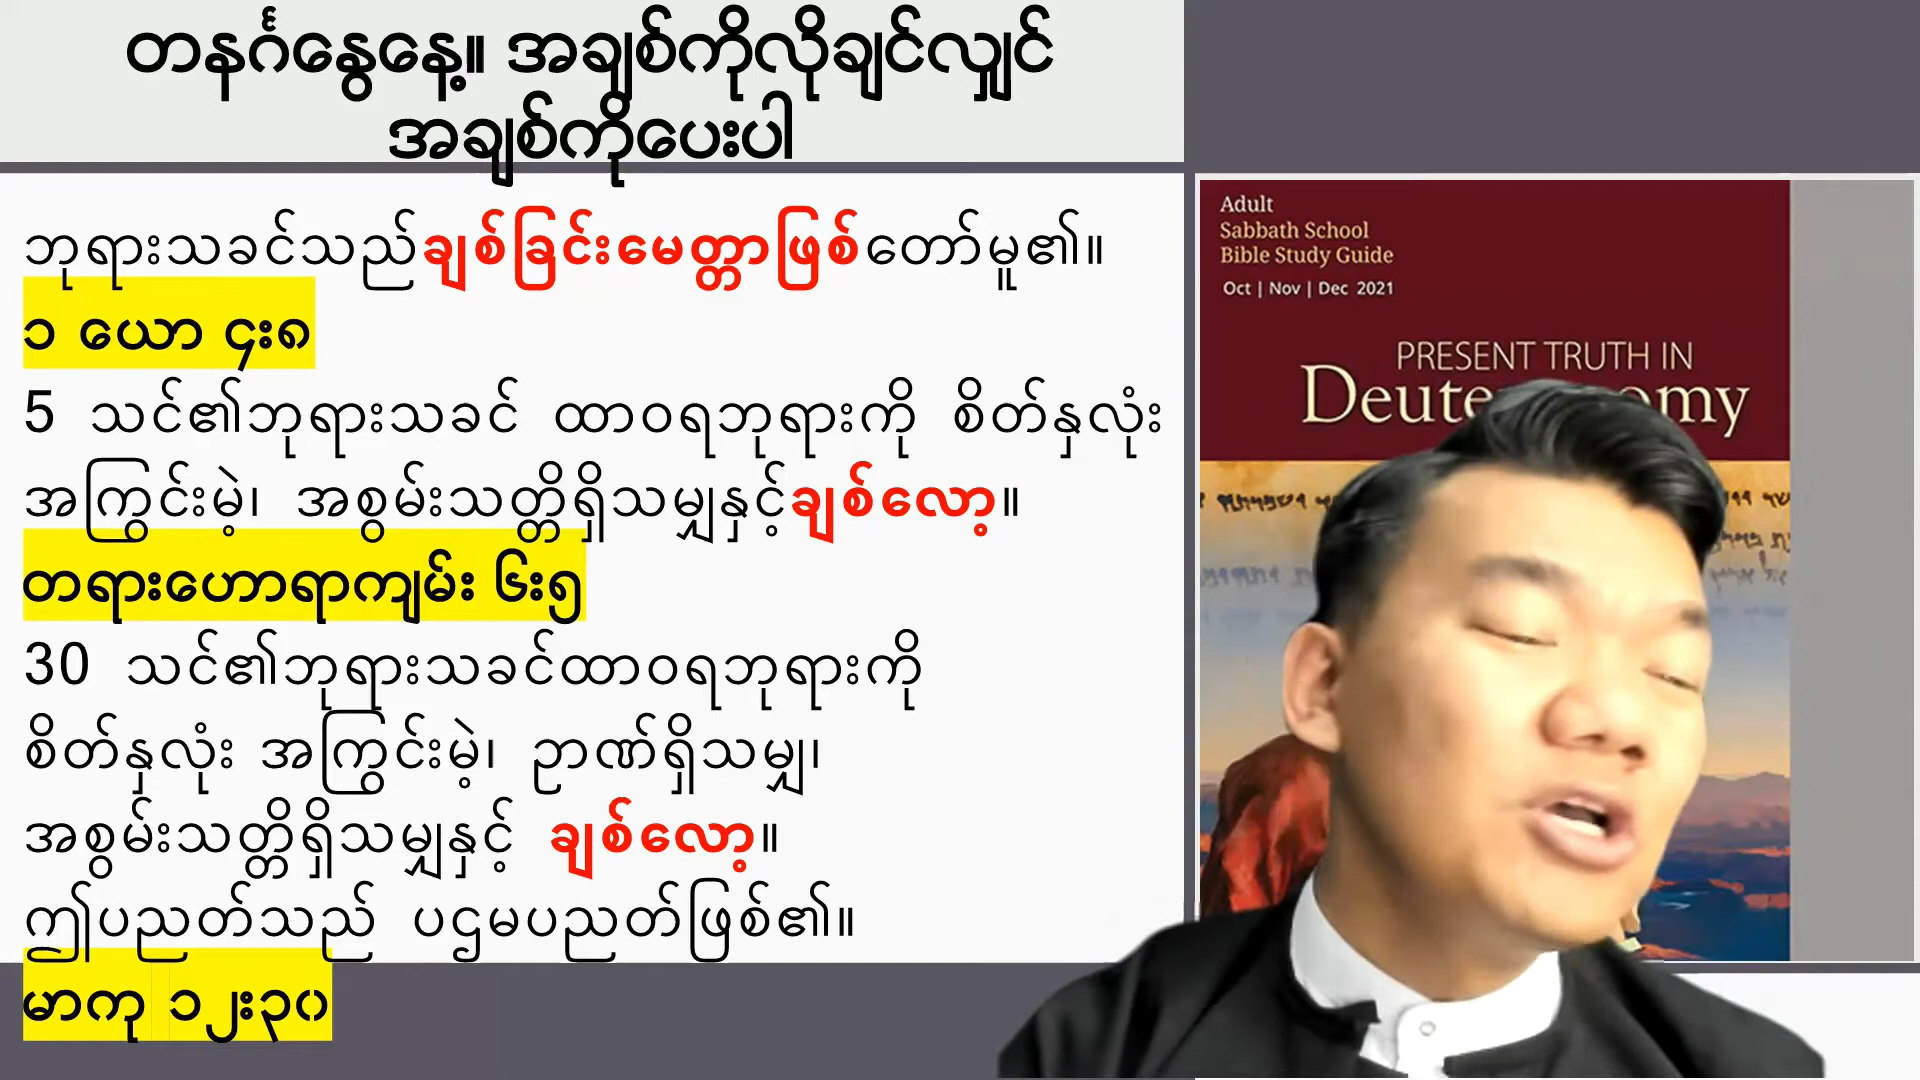 တနင်္ဂနွေနေ့။ အချစ်ကိုလိုချင်လျှင်
အချစ်ကိုပေးပါ
ဘုရားသခင်သည်ချစ်ခြင်းမေတ္တာဖြစ်တော်မူ၏။
၁ ယော ၄း၈
5 သင်၏ဘုရားသခင် ထာဝရဘုရားကို စိတ်နှလုံး
အကြွင်းမဲ့၊ အစွမ်းသတ္တိရှိသမျှနှင့်ချစ်လော့။
တရားဟောရာကျမ်း ၆း၅
30 သင်၏ဘုရားသခင်ထာဝရဘုရားကို
စိတ်နှလုံး အကြွင်းမဲ့၊ ဉာဏ်ရှိသမျှ၊
အစွမ်းသတ္တိရှိသမျှနှင့် ချစ်လော့။
ဤပညတ်သည် ပဌမပညတ်ဖြစ်၏။
မာကု ၁၂း၃၀
Adult
Sabbath School
Bible Study Guide
Oct | Nov | Dec 2021
PRESENT TRUTH IN